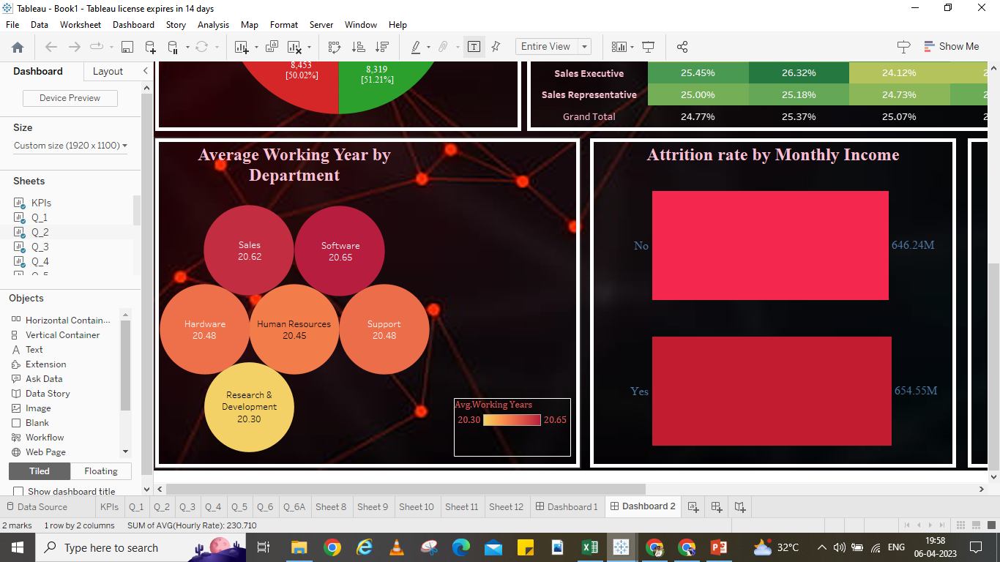 Tableau - Book1 - Tableau license expires in 14 days
File Data Worksheet Dashboard Story Analysis Map Format Server Window Help
Entire View
Show Me
Dashboard Layout
Device Preview
Size
Custom size (1920 x 1100)
Sheets
KPIs
Q_1
Q_2
Q_3
Q_4
Objects
Horizontal Contain...
Vertical Container
Text
Extension
Ask Data
Data Story
Image
Blank
Workflow
Web Page
Tiled Floating
Show dashboard title
8,453
[50.02%]
8,319
[51.21%]
Sales Executive 25.45% 26.32% 24.12% 2
Sales Representative 25.00% 25.18% 24.73% 2
Grand Total 24.77% 25.37% 25.07% 2
Average Working Year by
Department
Sales
20.62
Software
20.65
Hardware
20.48
Human Resources
20.45
Support
20.48
Research &
Development
20.30
Avg.Working Years
20.30 20.65
Attrition rate by Monthly Income
No 646.24M
Yes 654.55M
Data Source KPIs Q_1 Q_2 Q_3 Q_4 Q_5 Q_6 Q_6A Sheet 8 Sheet 9 Sheet 10 Sheet 11 Sheet 12 Dashboard 1 Dashboard 2
2 marks 1 row by 2 columns SUM of AVG(Hourly Rate): 230.710
Type here to search
32°C
ENG
19:58
06-04-2023